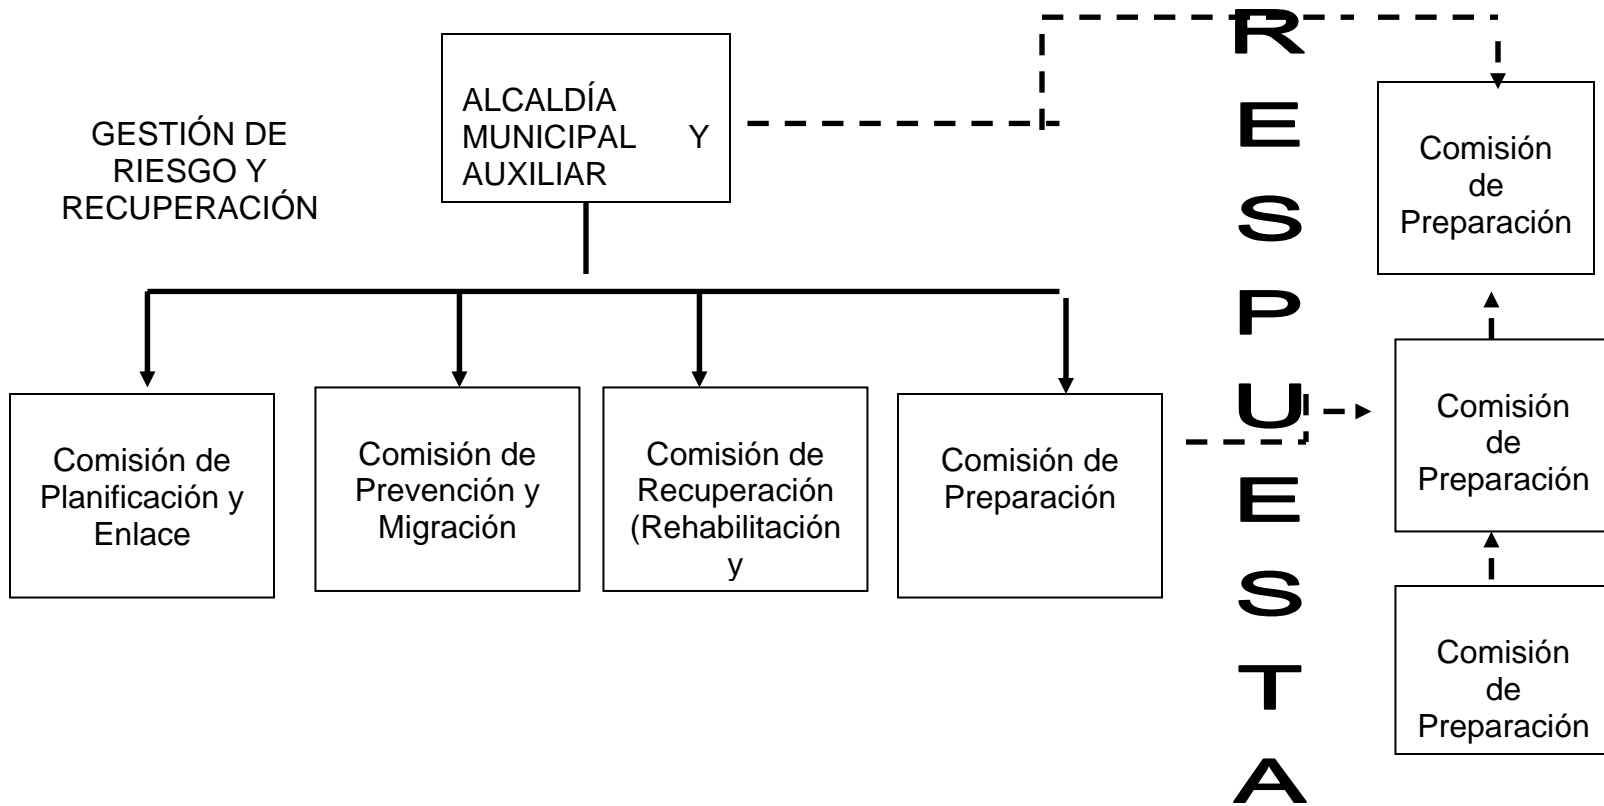 GESTIÓN DE
RIESGO Y
RECUPERACIÓN
ALCALDÍA
MUNICIPAL Y
AUXILIAR
Comisión de
Planificación y
Enlace
Comisión de
Prevención y
Migración
Comisión de
Recuperación
(Rehabilitación
y
Comisión de
Preparación
R
E
S
P
U
E
S
T
A
Comisión
de
Preparación
Comisión
de
Preparación
Comisión
de
Preparación